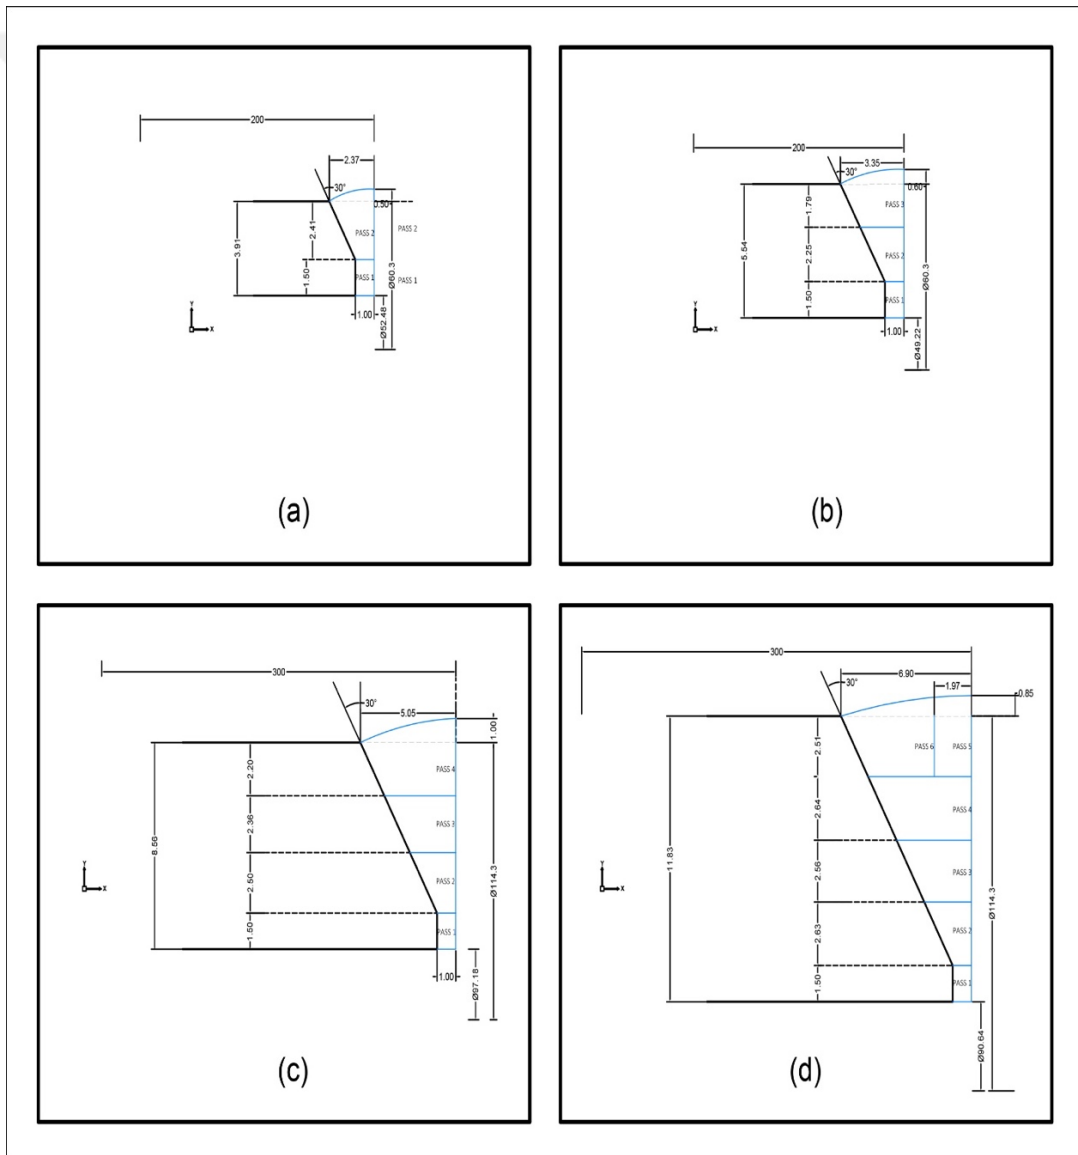 200
2.37
30°
0.50
PASS 2
PASS 2
2.41
3.91
1.50
PASS 1
PASS 1
Ø60.3
1.00
Ø52.48
Y
X
(a)
200
3.35
30°
0.60
PASS 3
1.79
5.54
2.25
PASS 2
Ø60.3
1.50
PASS 1
1.00
Ø49.22
Y
X
(b)
300
30°
5.05
1.00
2.20
PASS 4
8.56
2.36
PASS 3
2.50
PASS 2
Ø114.3
1.50
PASS 1
1.00
Ø97.18
Y
X
(c)
300
6.90
30°
1.97
0.85
2.51
PASS 6
PASS 5
2.64
PASS 4
11.83
2.56
PASS 3
Ø114.3
2.63
PASS 2
1.50
PASS 1
Ø90.64
Y
X
(d)